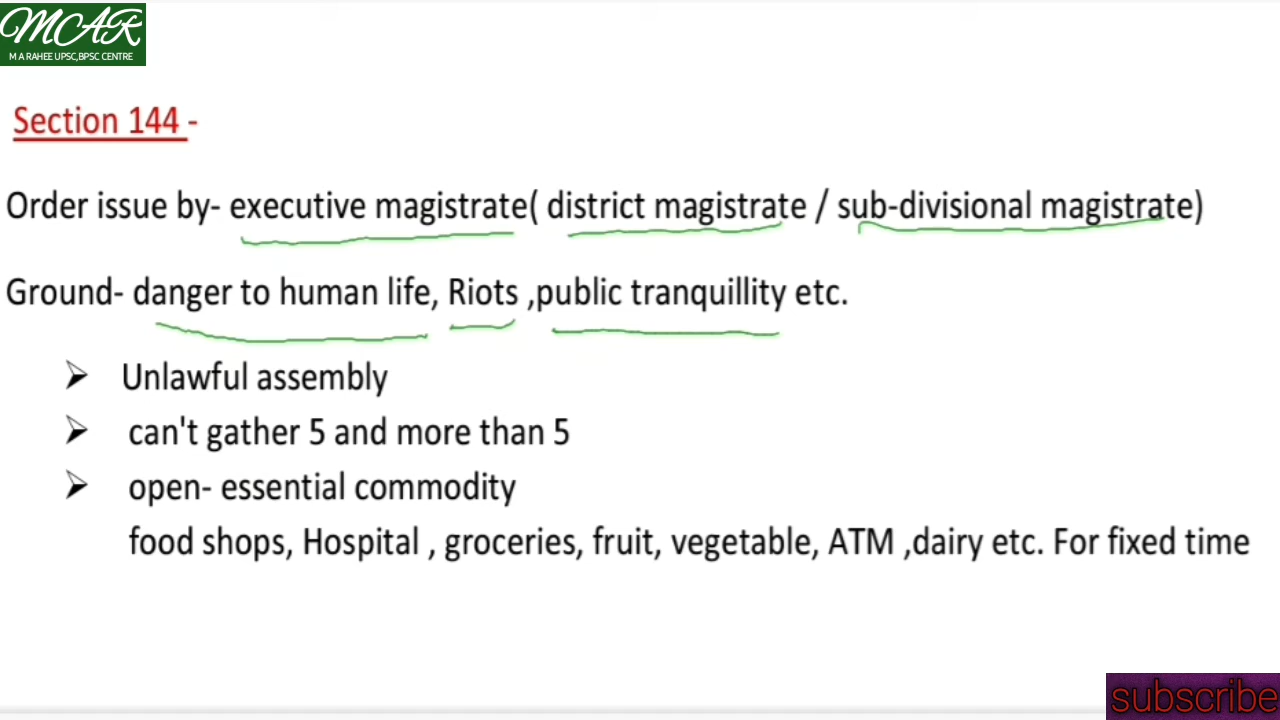 MCAR
M A RAHEE UPSC,BPSC CENTRE
Section 144 -
Order issue by- executive magistrate( district magistrate / sub-divisional magistrate)
Ground- danger to human life, Riots ,public tranquillity etc.
➢ Unlawful assembly
➢ can't gather 5 and more than 5
➢ open- essential commodity
food shops, Hospital , groceries, fruit, vegetable, ATM ,dairy etc. For fixed time
subscribe